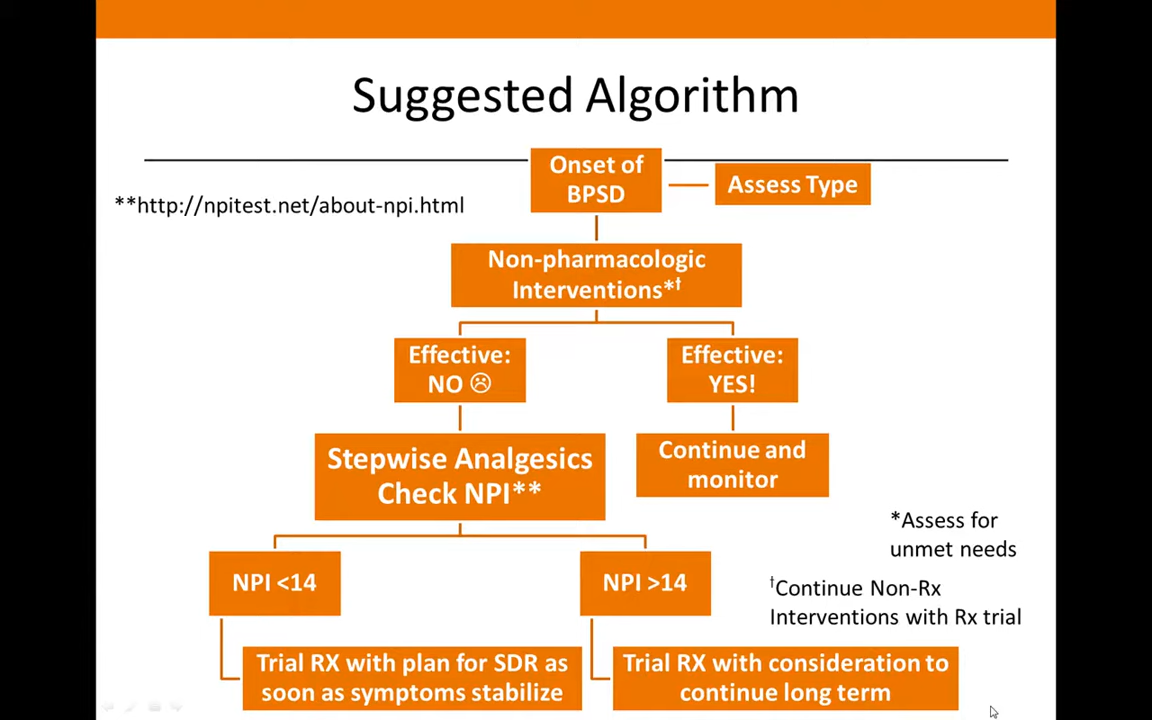 Suggested Algorithm
Onset of
BPSD
Assess Type
**http://npitest.net/about-npi.html
Non-pharmacologic
Interventions*†
Effective:
NO ☹
Effective:
YES!
Stepwise Analgesics
Check NPI**
Continue and
monitor
*Assess for
unmet needs
NPI <14
NPI >14
†Continue Non-Rx
Interventions with Rx trial
Trial RX with plan for SDR as
soon as symptoms stabilize
Trial RX with consideration to
continue long term